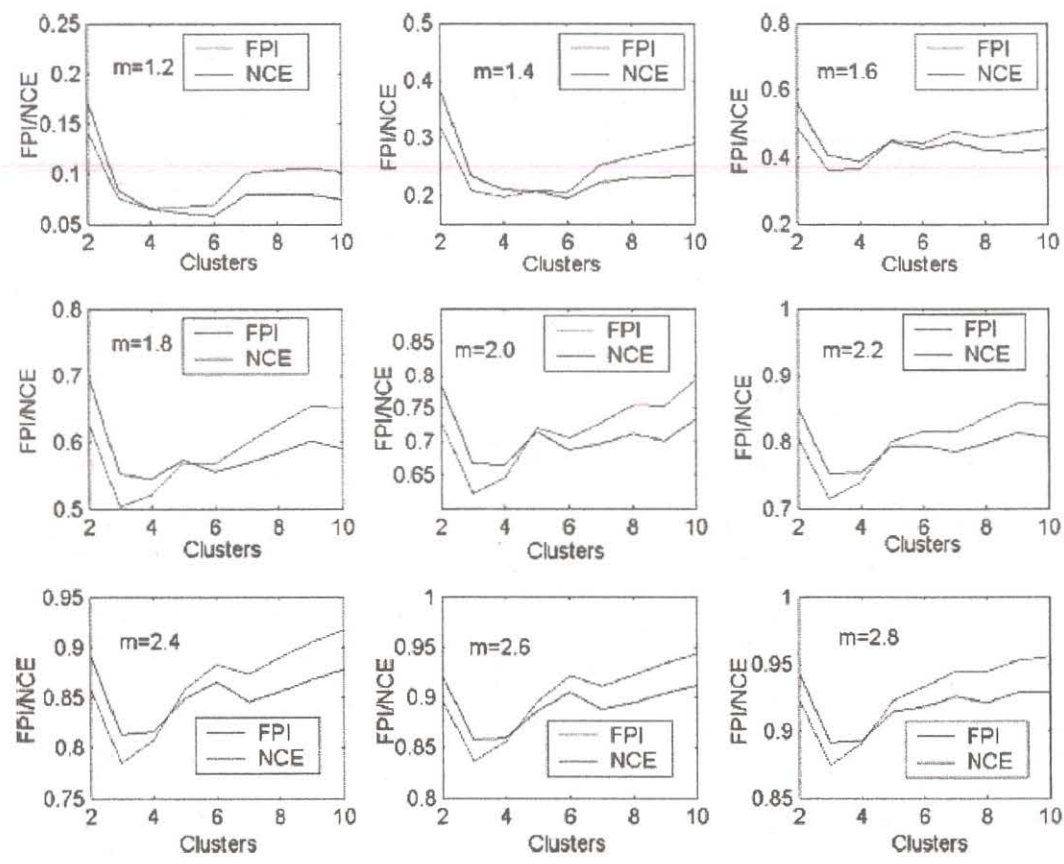 0.25
0.2
0.15
0.1
0.05
FPI/NCE
m=1.2
FPI
NCE
2 4 6 8 10
Clusters
0.5
0.4
0.3
0.2
FPI/NCE
m=1.4
FPI
NCE
2 4 6 8 10
Clusters
0.8
0.6
0.4
0.2
FPI/NCE
m=1.6
FPI
NCE
2 4 6 8 10
Clusters
0.8
0.7
0.6
0.5
FPI/NCE
m=1.8
FPI
NCE
2 4 6 8 10
Clusters
0.85
0.8
0.75
0.7
0.65
FPI/NCE
m=2.0
FPI
NCE
2 4 6 8 10
Clusters
1
0.9
0.8
0.7
FPI/NCE
m=2.2
FPI
NCE
2 4 6 8 10
Clusters
0.95
0.9
0.85
0.8
0.75
FPI/NCE
m=2.4
FPI
NCE
2 4 6 8 10
Clusters
1
0.95
0.9
0.85
0.8
FPI/NCE
m=2.6
FPI
NCE
2 4 6 8 10
Clusters
1
0.95
0.9
0.85
FPI/NCE
m=2.8
FPI
NCE
2 4 6 8 10
Clusters